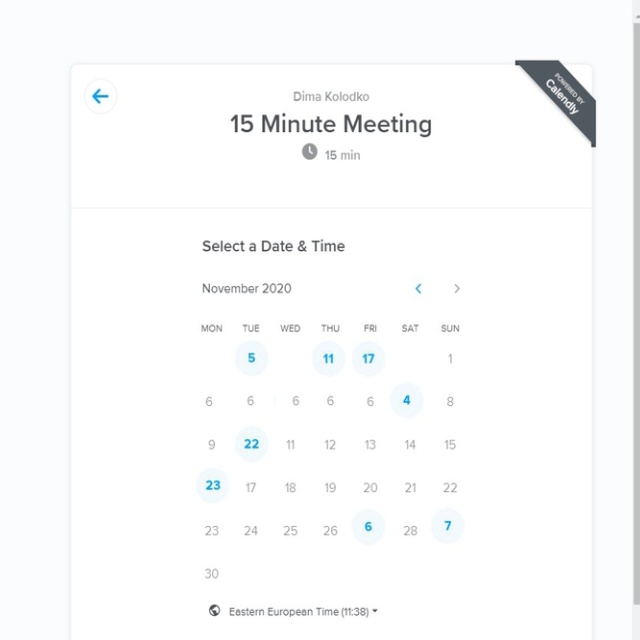 Dima Kolodko
POWERED BY
Calendly
15 Minute Meeting
15 min
Select a Date & Time
November 2020
MON TUE WED THU FRI SAT SUN
5 11 17 1
6 6 6 6 6 4 8
9 22 11 12 13 14 15
23 17 18 19 20 21 22
23 24 25 26 6 28 7
30
Eastern European Time (11:38)